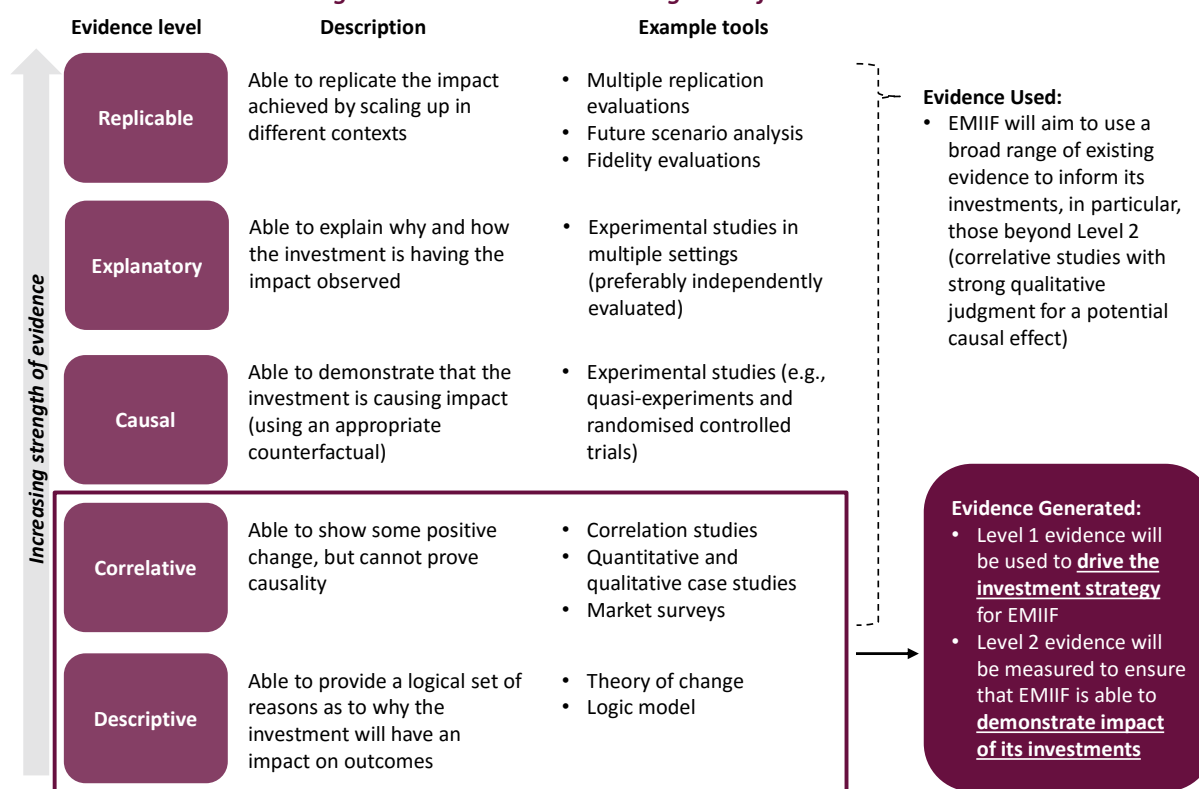 Evidence level
Description
Example tools
Increasing strength of evidence
Replicable
Able to replicate the impact
achieved by scaling up in
different contexts
• Multiple replication
evaluations
• Future scenario analysis
• Fidelity evaluations
Explanatory
Able to explain why and how
the investment is having the
impact observed
• Experimental studies in
multiple settings
(preferably independently
evaluated)
Causal
Able to demonstrate that the
investment is causing impact
(using an appropriate
counterfactual)
• Experimental studies (e.g.,
quasi-experiments and
randomised controlled
trials)
Correlative
Able to show some positive
change, but cannot prove
causality
• Correlation studies
• Quantitative and
qualitative case studies
• Market surveys
Descriptive
Able to provide a logical set of
reasons as to why the
investment will have an
impact on outcomes
• Theory of change
• Logic model
Evidence Used:
• EMIIF will aim to use a
broad range of existing
evidence to inform its
investments, in particular,
those beyond Level 2
(correlative studies with
strong qualitative
judgment for a potential
causal effect)
Evidence Generated:
• Level 1 evidence will
be used to drive the
investment strategy
for EMIIF
• Level 2 evidence will
be measured to ensure
that EMIIF is able to
demonstrate impact
of its investments